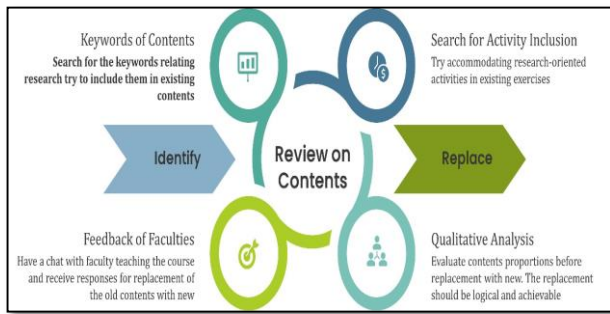 Keywords of Contents
Search for the keywords relating
research try to include them in existing
contents
Search for Activity Inclusion
Try accommodating research-oriented
activities in existing exercises
Identify
Review on
Contents
Replace
Feedback of Faculties
Have a chat with faculty teaching the course
and receive responses for replacement of
the old contents with new
Qualitative Analysis
Evaluate contents proportions before
replacement with new. The replacement
should be logical and achievable